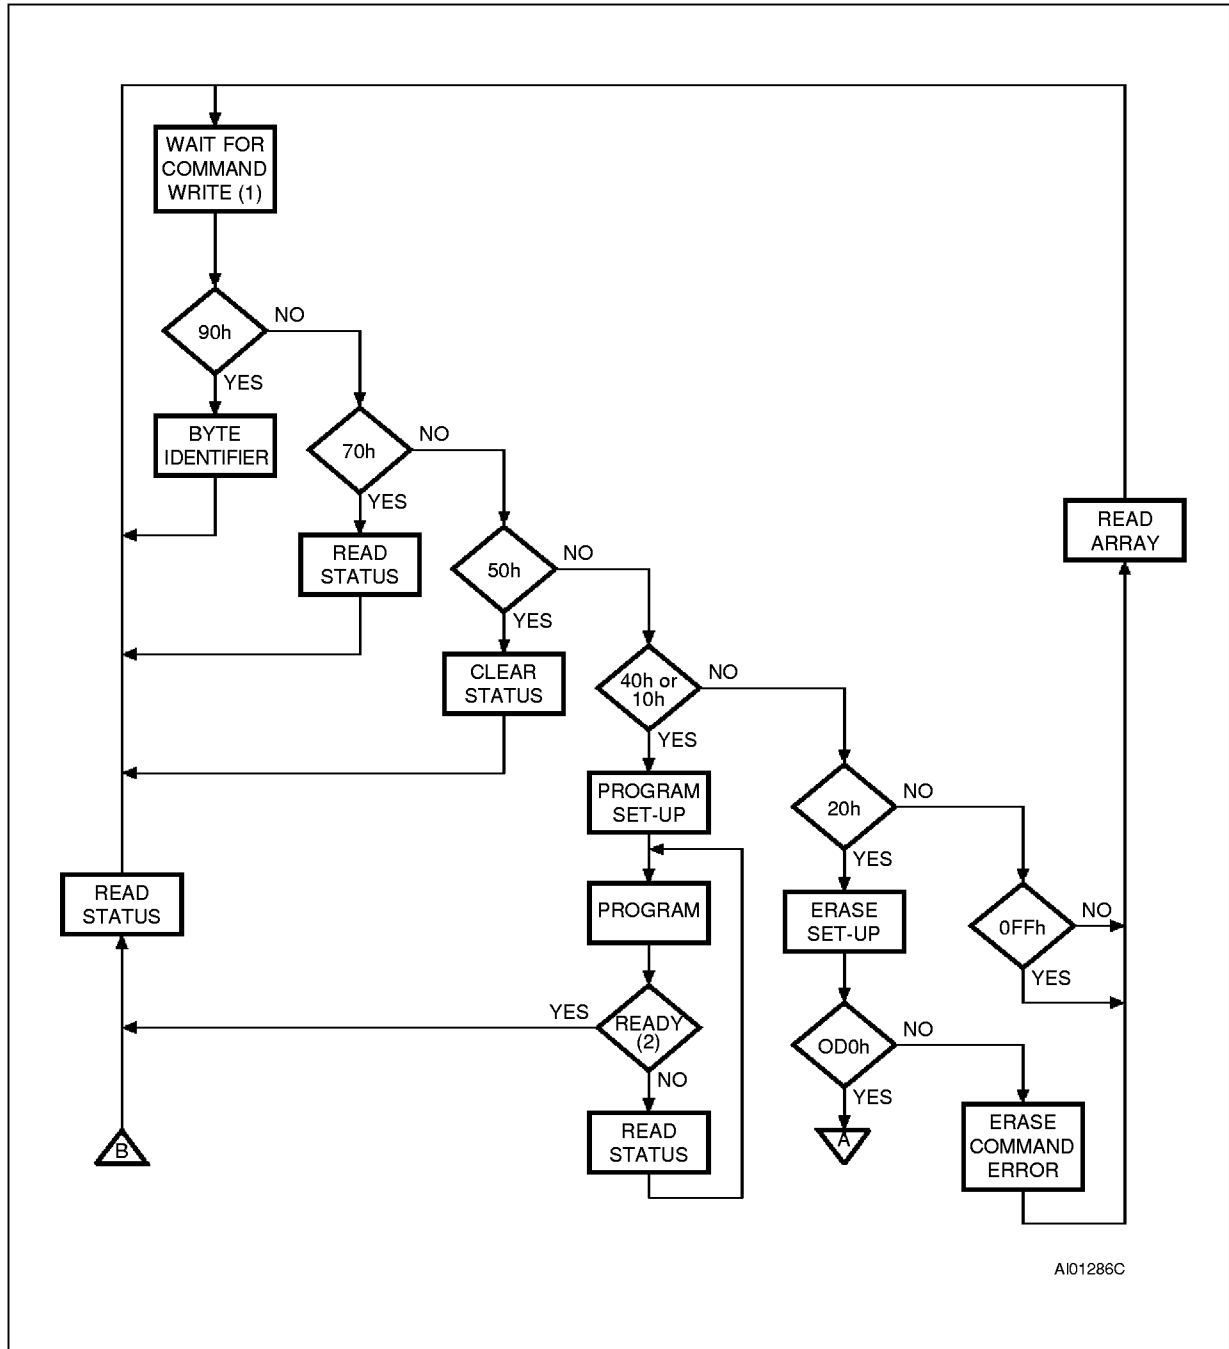 WAIT FOR
COMMAND
WRITE (1)
90h
NO
YES
BYTE
IDENTIFIER
70h
NO
YES
READ
STATUS
50h
NO
YES
CLEAR
STATUS
READ
ARRAY
40h or
10h
NO
YES
PROGRAM
SET-UP
20h
NO
YES
READ
STATUS
PROGRAM
ERASE
SET-UP
0FFh
NO
YES
YES
READY
(2)
NO
OD0h
NO
YES
READ
STATUS
B
A
ERASE
COMMAND
ERROR
AI01286C